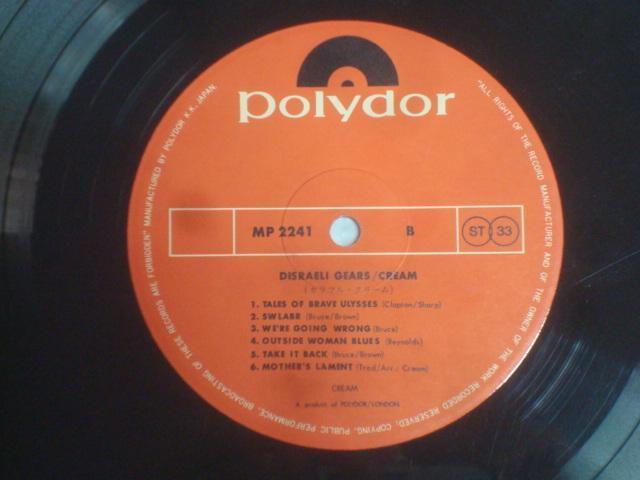 polydor
MP 2241 B ST 33
DISRAELI GEARS/CREAM
(カラフル・クリーム)
1. TALES OF BRAVE ULYSSES (Clapton/Sharp)
2. SWLABR (Bruce/Brown)
3. WE'RE GOING WRONG (Bruce)
4. OUTSIDE WOMAN BLUES (Reynolds)
5. TAKE IT BACK (Bruce/Brown)
6. MOTHER'S LAMENT (Trad./Arr.: Cream)
CREAM
A product of POLYDOR/LONDON.
"ALL RIGHTS OF THE RECORD MANUFACTURER AND OF THE OWNER OF THE WORK RECORDED RESERVED, COPYING, PUBLIC PERFORMANCE, BROADCASTING OF THESE RECORDS ARE FORBIDDEN" MANUFACTURED BY POLYDOR K.K., JAPAN.